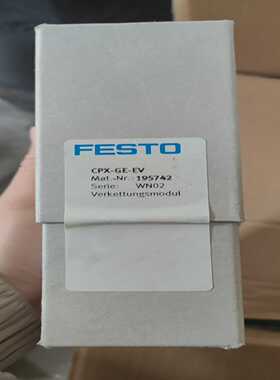 FESTO
CPX-GE-EV
Mat.-Nr.: 195742
Serie: WN02
Verkettungsmodul